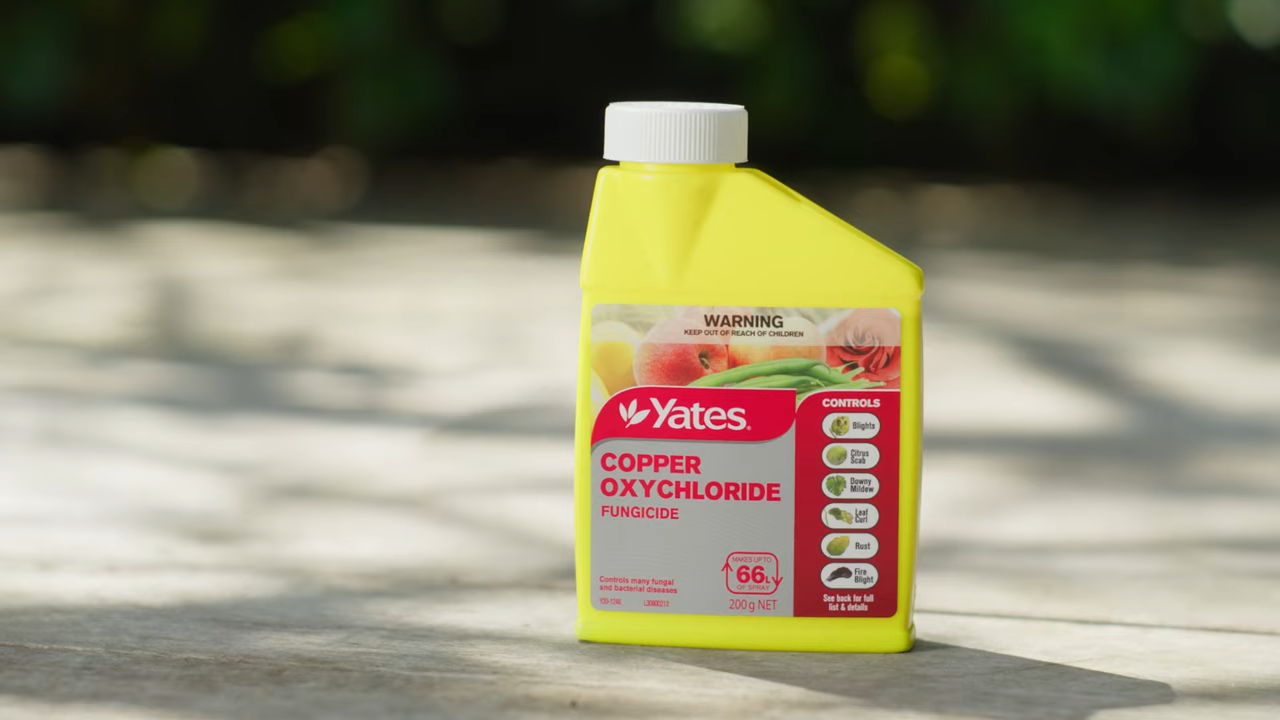 WARNING
KEEP OUT OF REACH OF CHILDREN
Yates
COPPER
OXYCHLORIDE
FUNGICIDE
Controls many fungal
and bacterial diseases
MAKES UP TO
66L
OF SPRAY
200g NET
CONTROLS
Blights
Citrus
Scab
Downy
Mildew
Leaf
Curl
Rust
Fire
Blight
See back for full
list & details